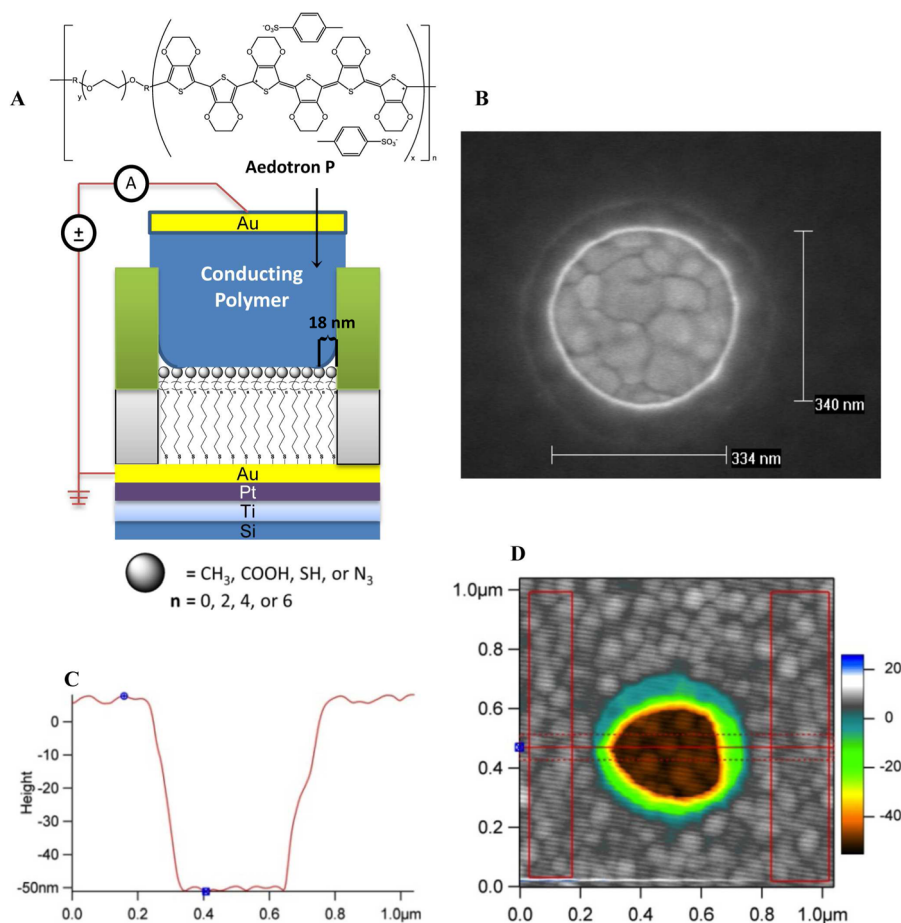 A
⁻O₃S
R
O
O
R
y
S
S
S
S
S
S
O
O
O
O
O
O
O
O
O
O
O
O
SO₃⁻
x
n
Aedotron P
A
±
Au
Conducting
Polymer
18 nm
n
Au
Pt
Ti
Si
= CH₃, COOH, SH, or N₃
n = 0, 2, 4, or 6
B
340 nm
334 nm
C
Height
0
-10
-20
-30
-40
-50nm
0.0
0.2
0.4
0.6
0.8
1.0µm
D
1.0µm
0.8
0.6
0.4
0.2
0.0
0.0
0.2
0.4
0.6
0.8
1.0µm
20
0
-20
-40